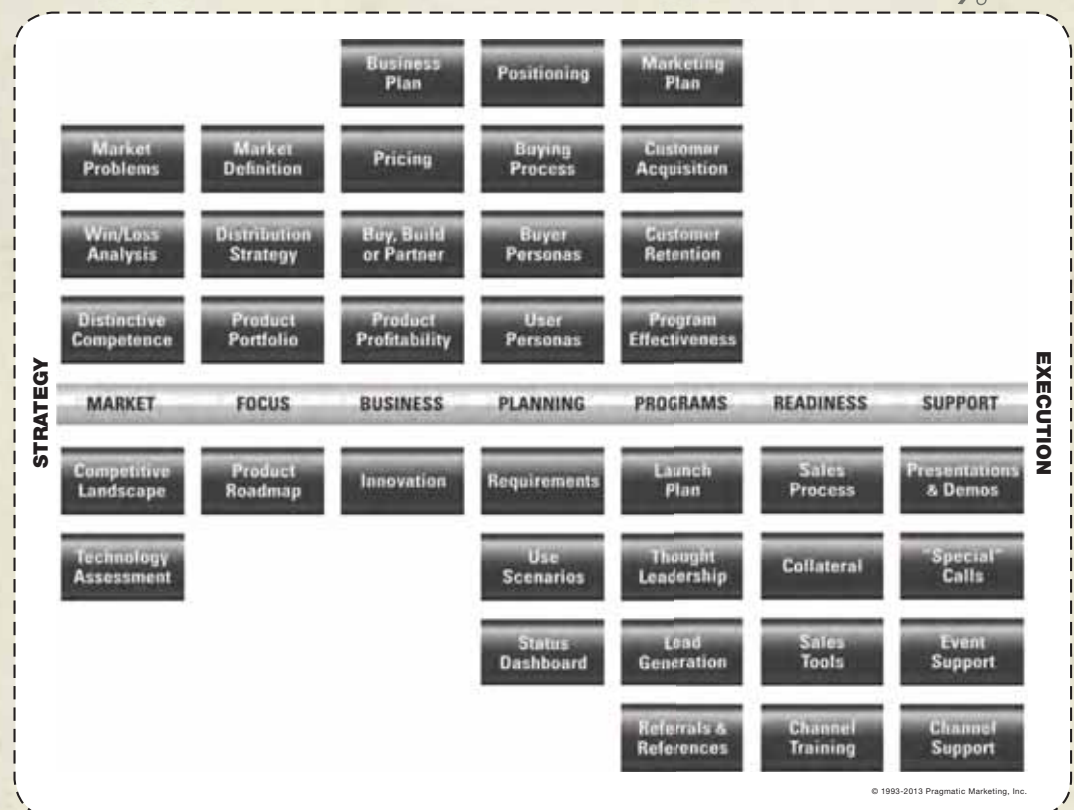 Business
Plan
Positioning
Marketing
Plan
Market
Problems
Market
Definition
Pricing
Buying
Process
Customer
Acquisition
Win/Loss
Analysis
Distribution
Strategy
Buy, Build
or Partner
Buyer
Personas
Customer
Retention
Distinctive
Competence
Product
Portfolio
Product
Profitability
User
Personas
Program
Effectiveness
STRATEGY
MARKET
FOCUS
BUSINESS
PLANNING
PROGRAMS
READINESS
SUPPORT
EXECUTION
Competitive
Landscape
Product
Roadmap
Innovation
Requirements
Launch
Plan
Sales
Process
Presentations
& Demos
Technology
Assessment
Use
Scenarios
Thought
Leadership
Collateral
"Special"
Calls
Status
Dashboard
Lead
Generation
Sales
Tools
Event
Support
Referrals &
References
Channel
Training
Channel
Support
© 1993-2013 Pragmatic Marketing, Inc.